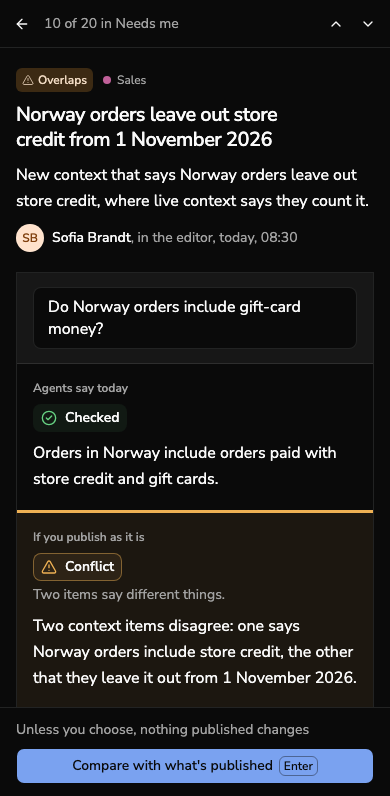 10 of 20 in Needs me
Overlaps
Sales
Norway orders leave out store
credit from 1 November 2026
New context that says Norway orders leave out
store credit, where live context says they count it.
SB
Sofia Brandt, in the editor, today, 08:30
Do Norway orders include gift-card
money?
Agents say today
Checked
Orders in Norway include orders paid with
store credit and gift cards.
If you publish as it is
Conflict
Two items say different things.
Two context items disagree: one says
Norway orders include store credit, the other
that they leave it out from 1 November 2026.
Unless you choose, nothing published changes
Compare with what's published Enter